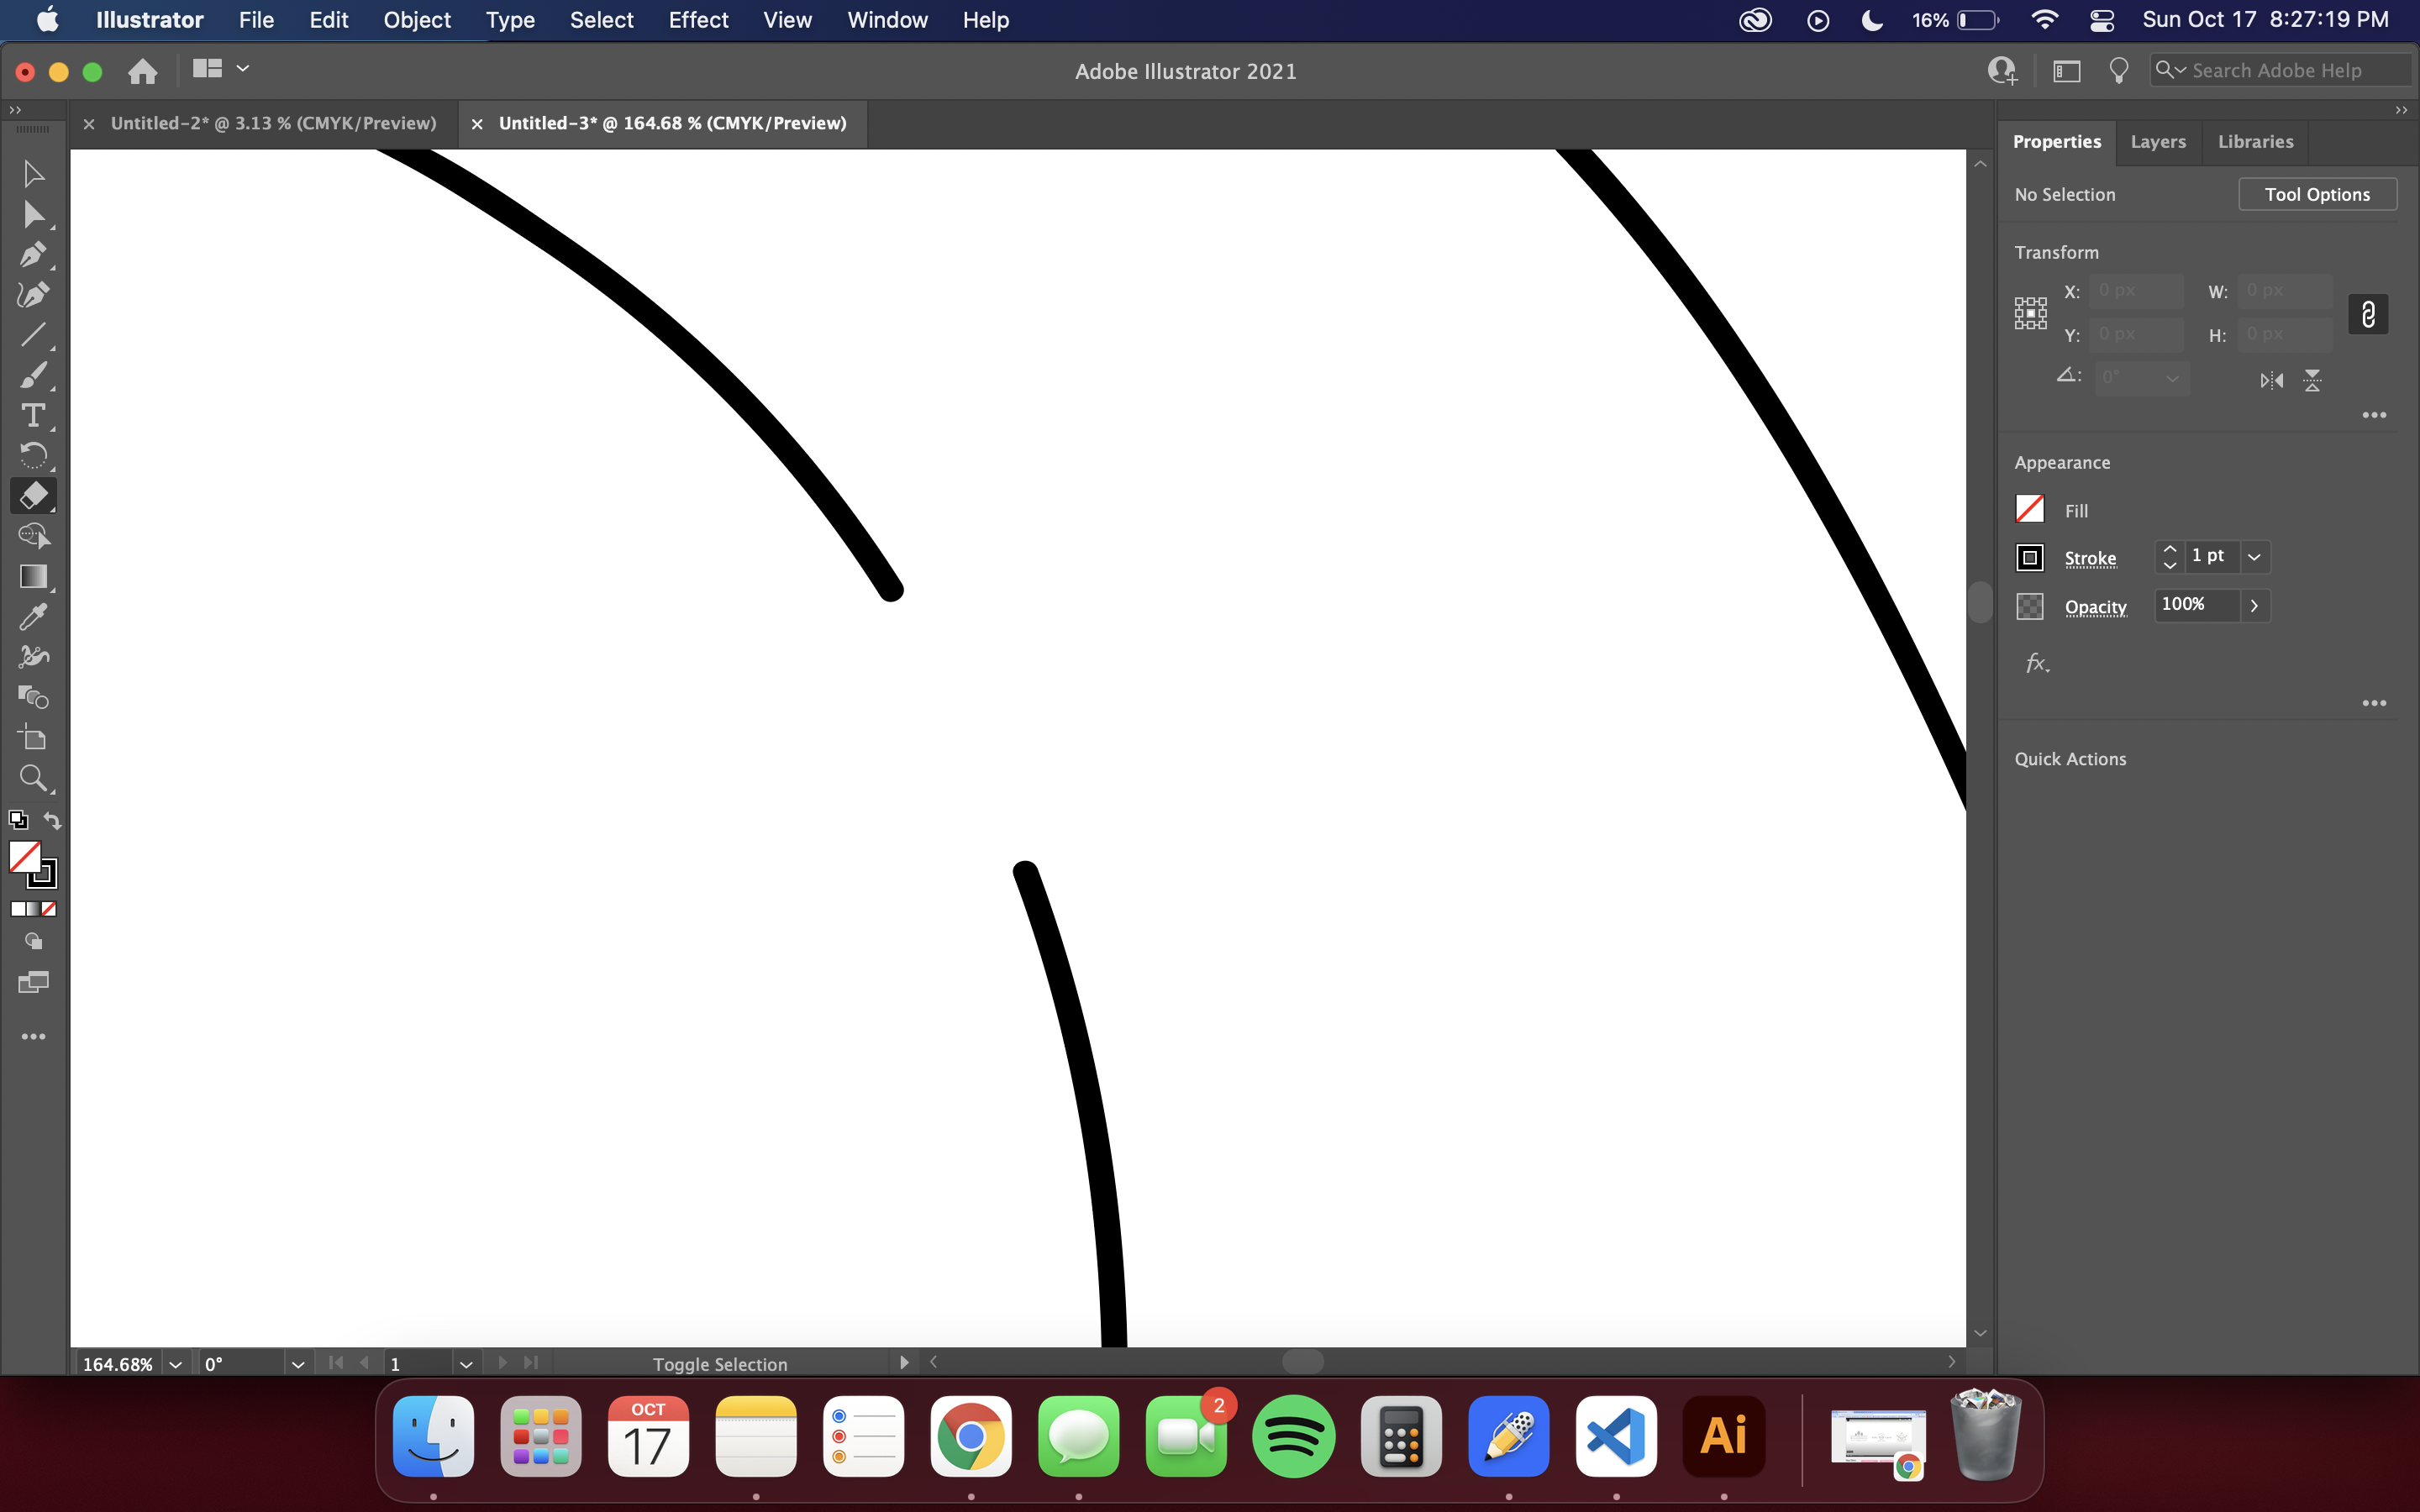 Illustrator File Edit Object Type Select Effect View Window Help 16% Sun Oct 17 8:27:19 PM
Adobe Illustrator 2021
Search Adobe Help
Untitled-2* @ 3.13 % (CMYK/Preview)
Untitled-3* @ 164.68 % (CMYK/Preview)
Properties Layers Libraries
No Selection Tool Options
Transform
X: 0 px W: 0 px
Y: 0 px H: 0 px
0°
Appearance
Fill
Stroke 1 pt
Opacity 100%
fx
Quick Actions
T
164.68% 0° 1 Toggle Selection
OCT
17
2
Ai